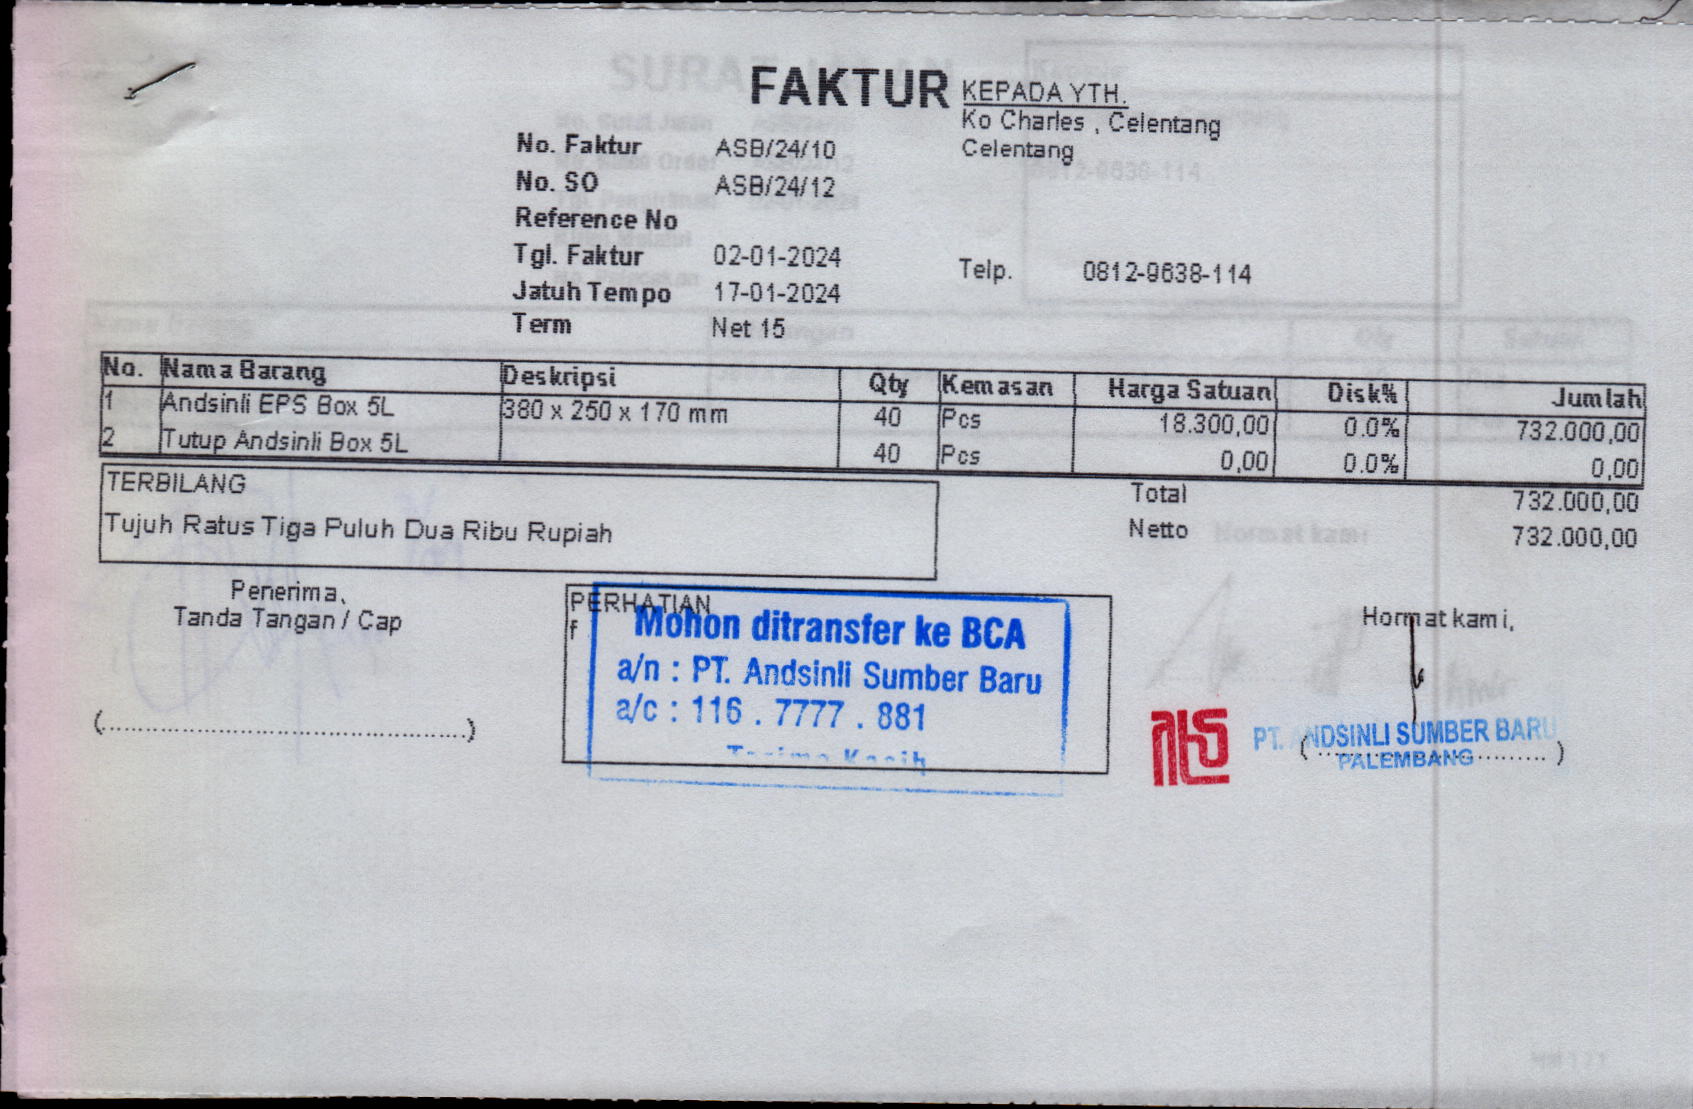 FAKTUR
No. Faktur ASB/24/10
No. SO ASB/24/12
Reference No
Tgl. Faktur 02-01-2024
Jatuh Tempo 17-01-2024
Term Net 15
KEPADA YTH.
Ko Charles , Celentang
Celentang
Telp. 0812-9638-114
No. Nama Barang Deskripsi Qty Kemasan Harga Satuan Disk% Jumlah
1 Andsinli EPS Box 5L 380 x 250 x 170 mm 40 Pcs 18.300,00 0.0% 732.000,00
2 Tutup Andsinli Box 5L 40 Pcs 0,00 0.0% 0,00
TERBILANG
Tujuh Ratus Tiga Puluh Dua Ribu Rupiah
Total 732.000,00
Netto 732.000,00
Penerima,
Tanda Tangan / Cap
(.............................................)
PERHATIAN
f
Mohon ditransfer ke BCA
a/n : PT. Andsinli Sumber Baru
a/c : 116 . 7777 . 881
Terima Kasih
Hormat kami,
PT. ANDSINLI SUMBER BARU
PALEMBANG